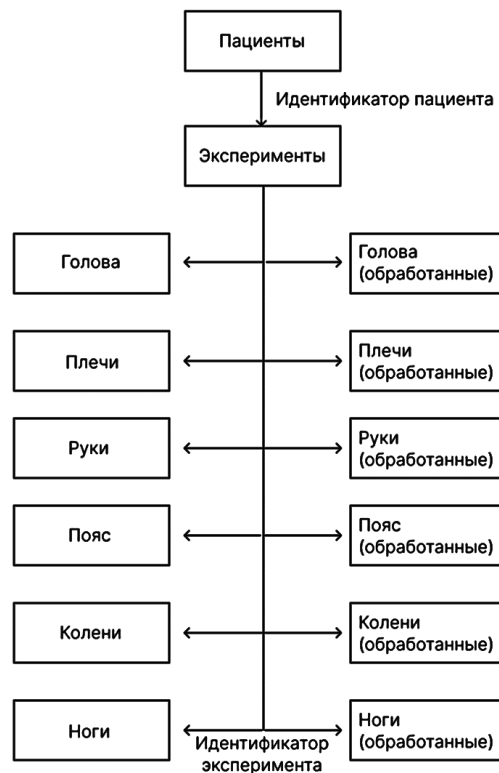 Пациенты
Идентификатор пациента
Эксперименты
Голова
Голова
(обработанные)
Плечи
Плечи
(обработанные)
Руки
Руки
(обработанные)
Пояс
Пояс
(обработанные)
Колени
Колени
(обработанные)
Ноги
Идентификатор
эксперимента
Ноги
(обработанные)